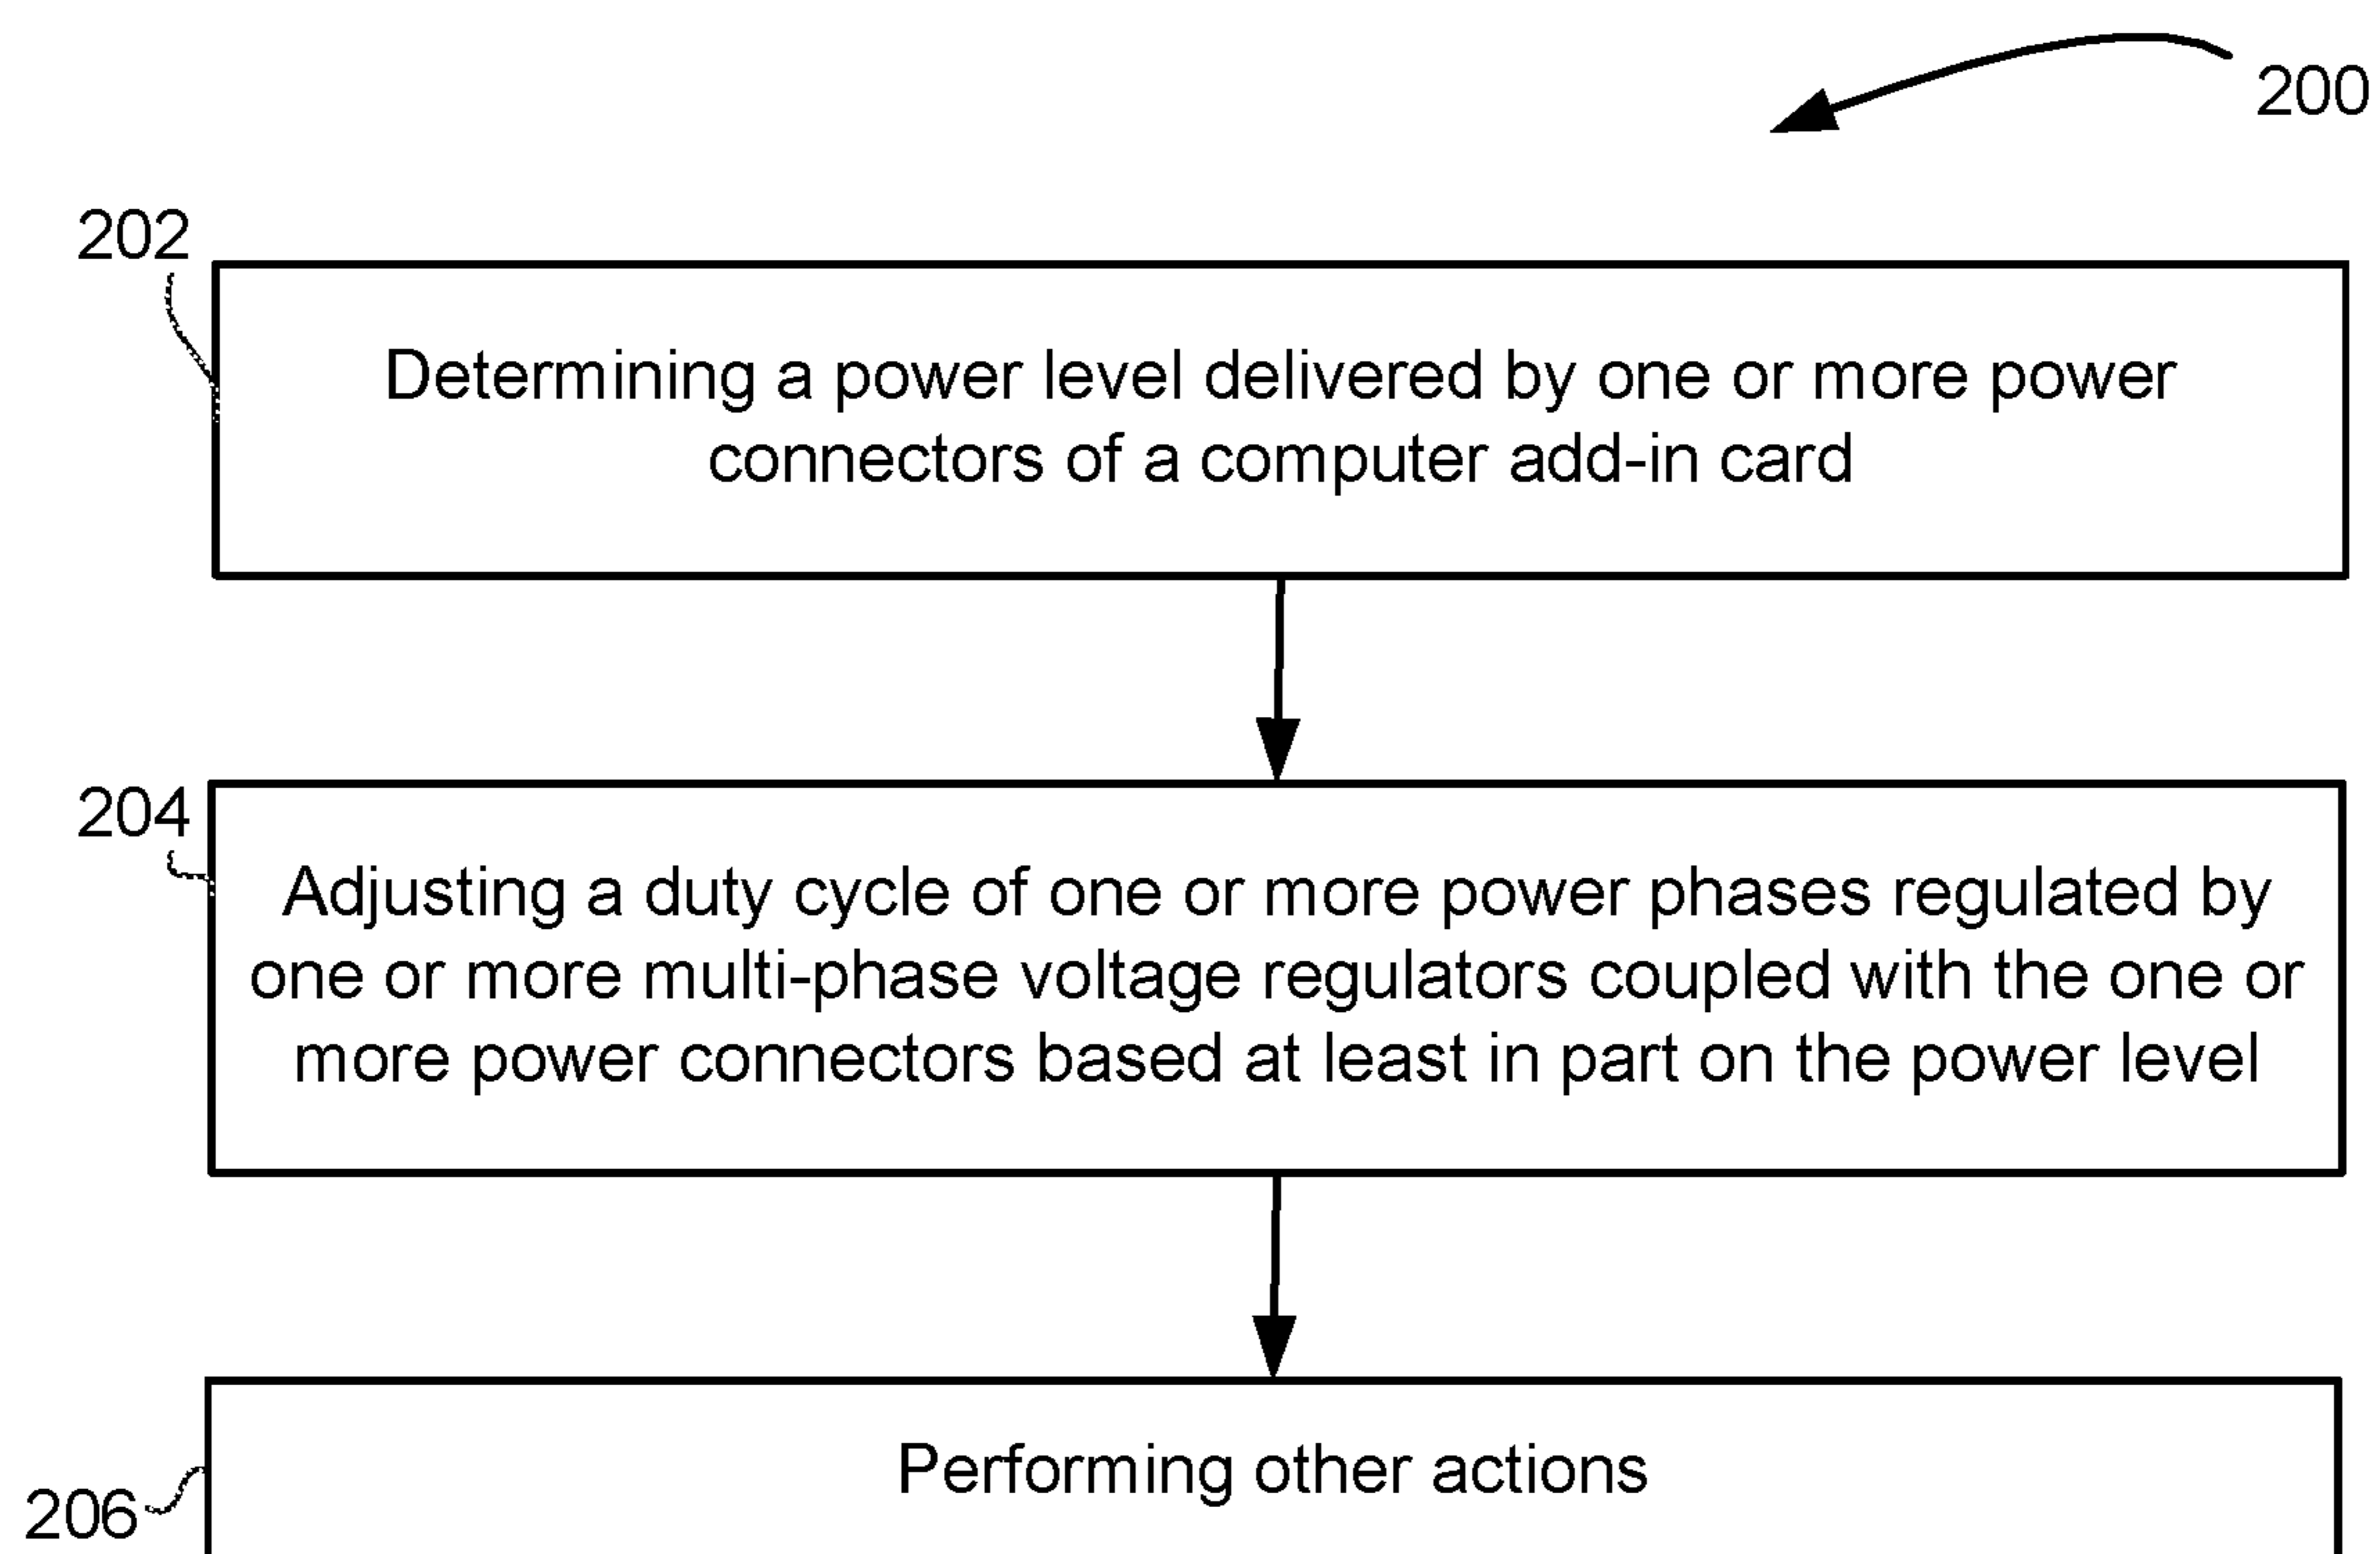 200
202
Determining a power level delivered by one or more power
connectors of a computer add-in card
204
Adjusting a duty cycle of one or more power phases regulated by
one or more multi-phase voltage regulators coupled with the one or
more power connectors based at least in part on the power level
Performing other actions
206